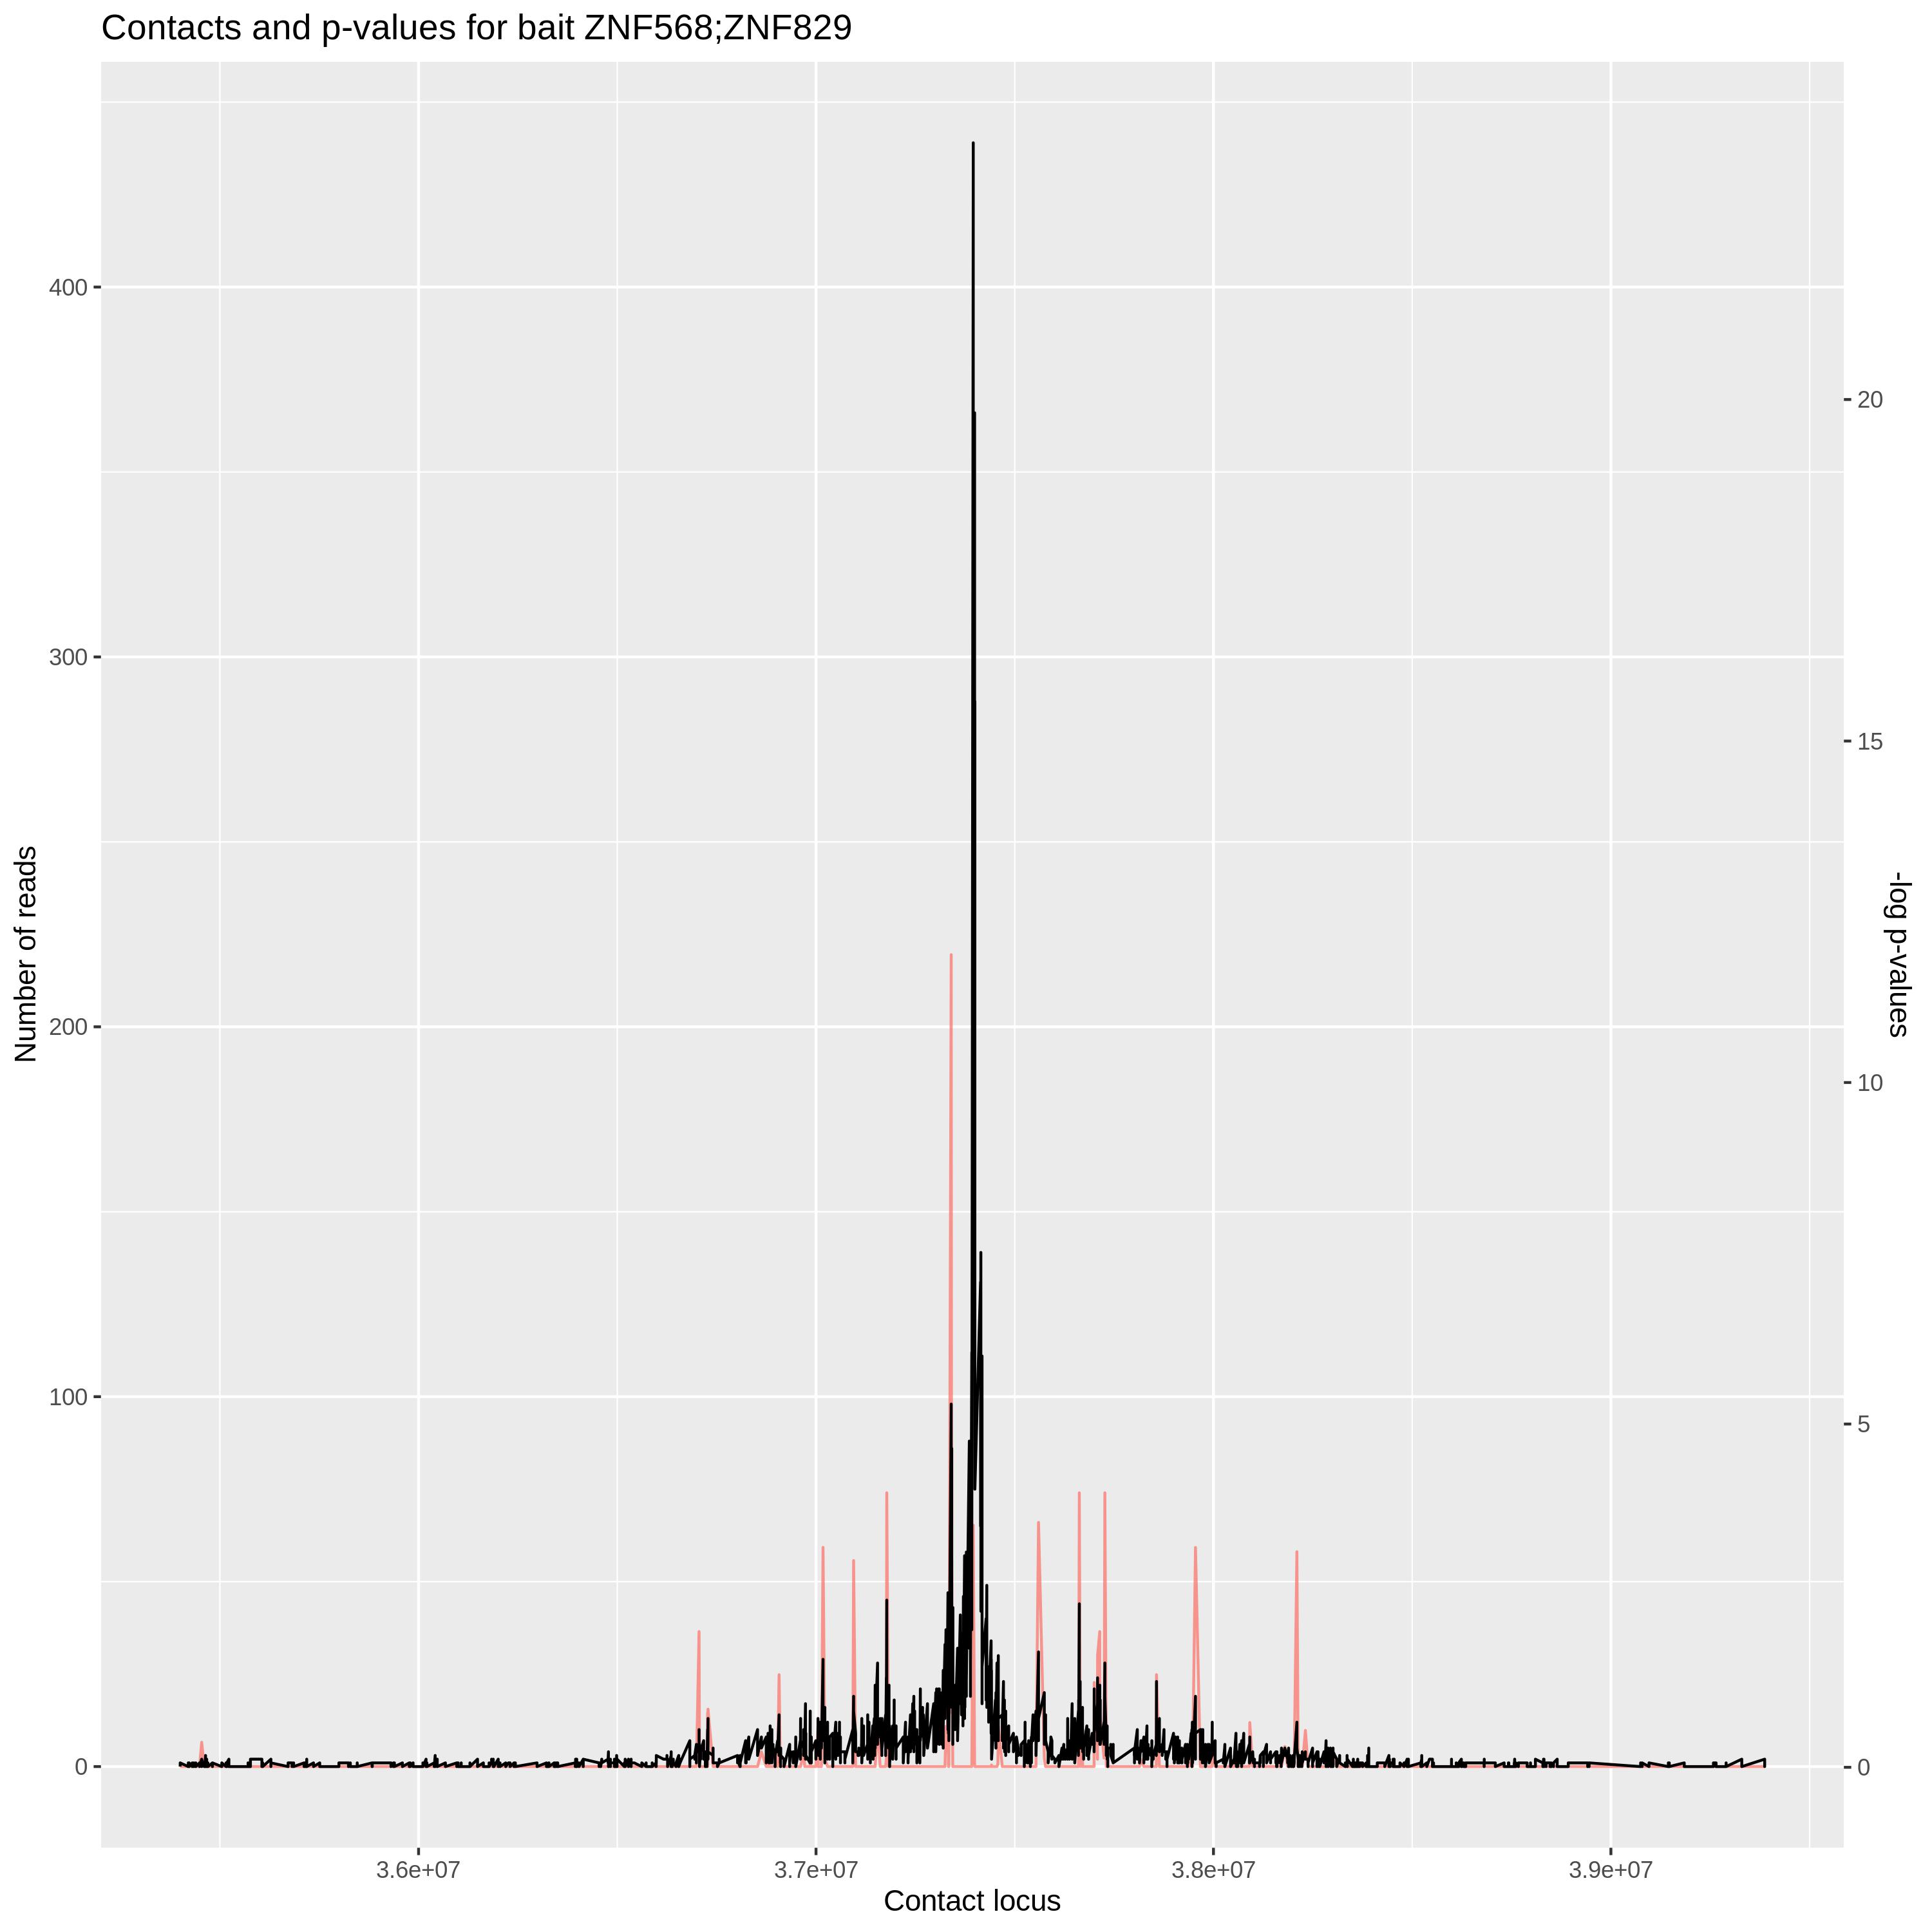 Contacts and p-values for bait ZNF568;ZNF829
400
300
200
100
0
Number of reads
20
15
10
5
0
-log p-values
3.6e+07
3.7e+07
3.8e+07
3.9e+07
Contact locus